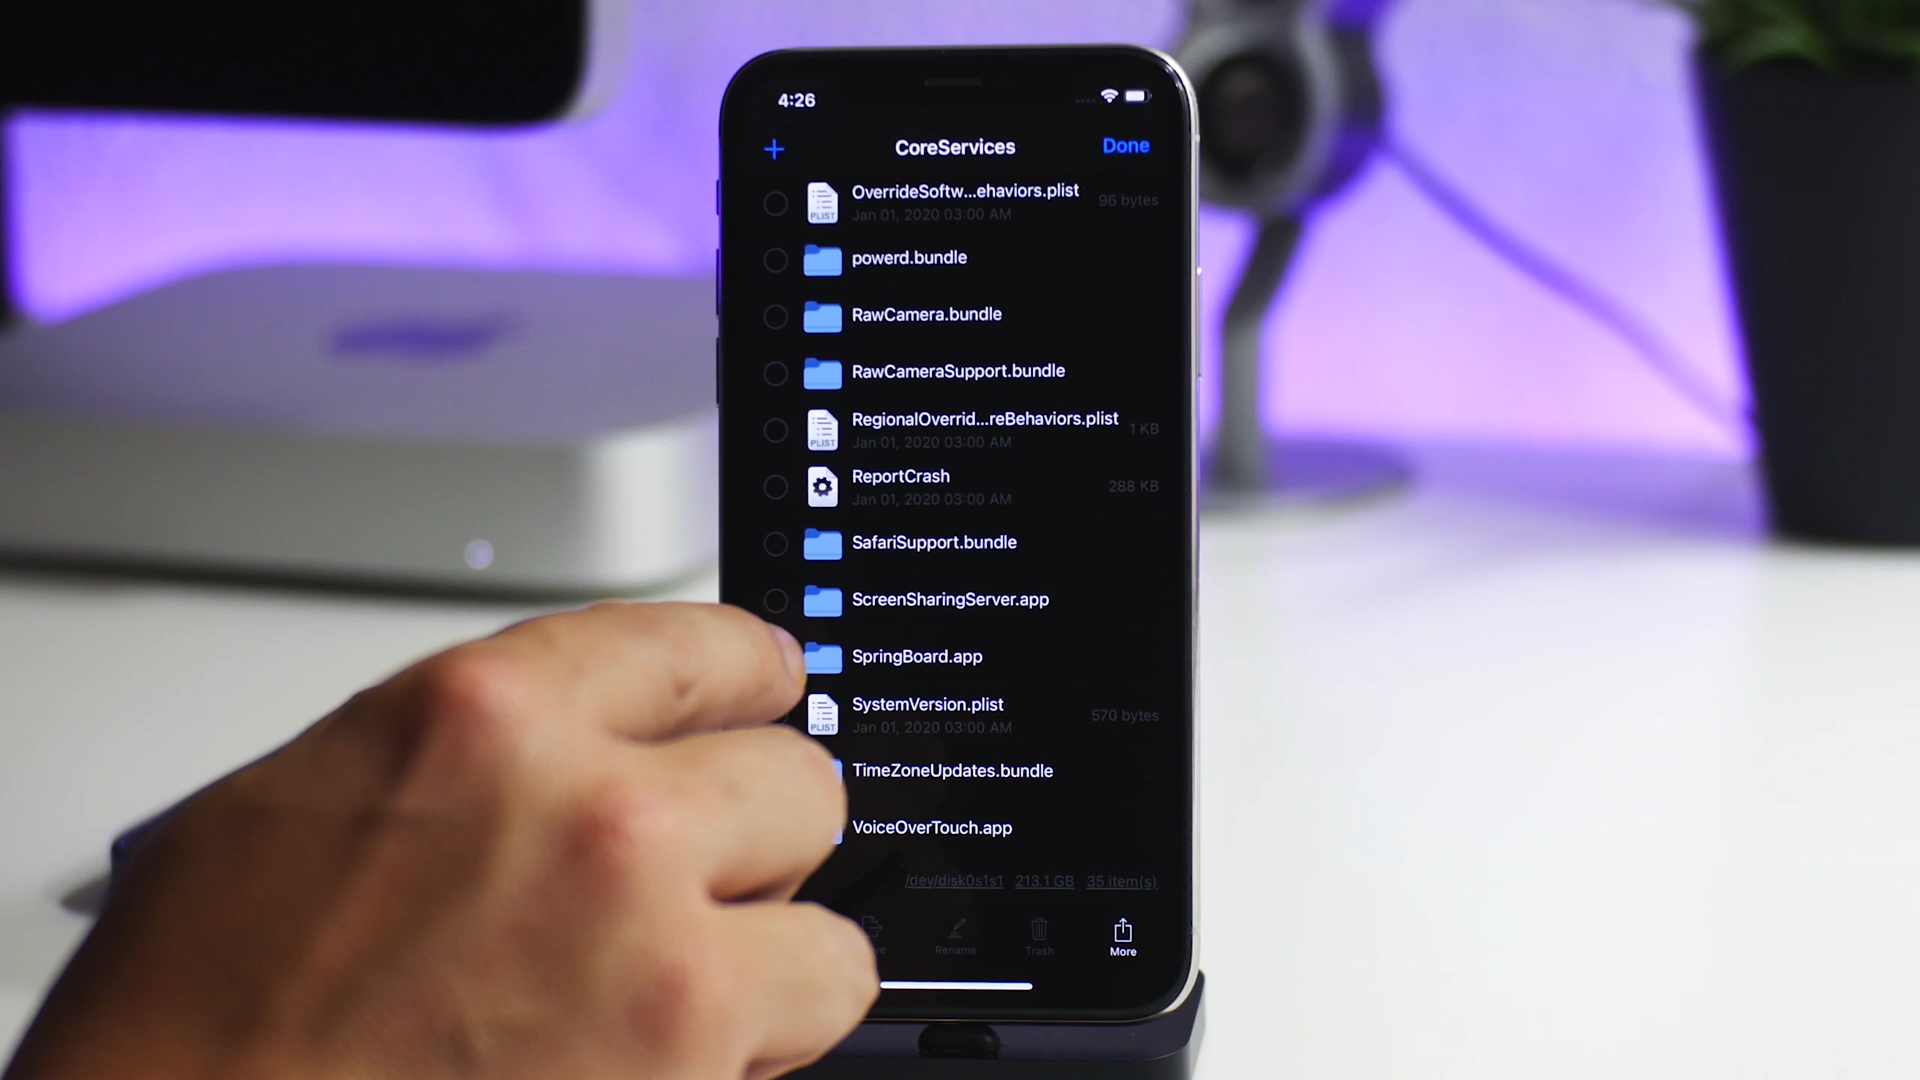 4:26
CoreServices
Done
OverrideSoftw...ehaviors.plist
Jan 01, 2020 03:00 AM
96 bytes
PLIST
powerd.bundle
RawCamera.bundle
RawCameraSupport.bundle
RegionalOverrid...reBehaviors.plist
Jan 01, 2020 03:00 AM
1 KB
PLIST
ReportCrash
Jan 01, 2020 03:00 AM
288 KB
SafariSupport.bundle
ScreenSharingServer.app
SpringBoard.app
SystemVersion.plist
Jan 01, 2020 03:00 AM
570 bytes
PLIST
TimeZoneUpdates.bundle
VoiceOverTouch.app
/dev/disk0s1s1 213.1 GB 35 item(s)
Rename Trash More